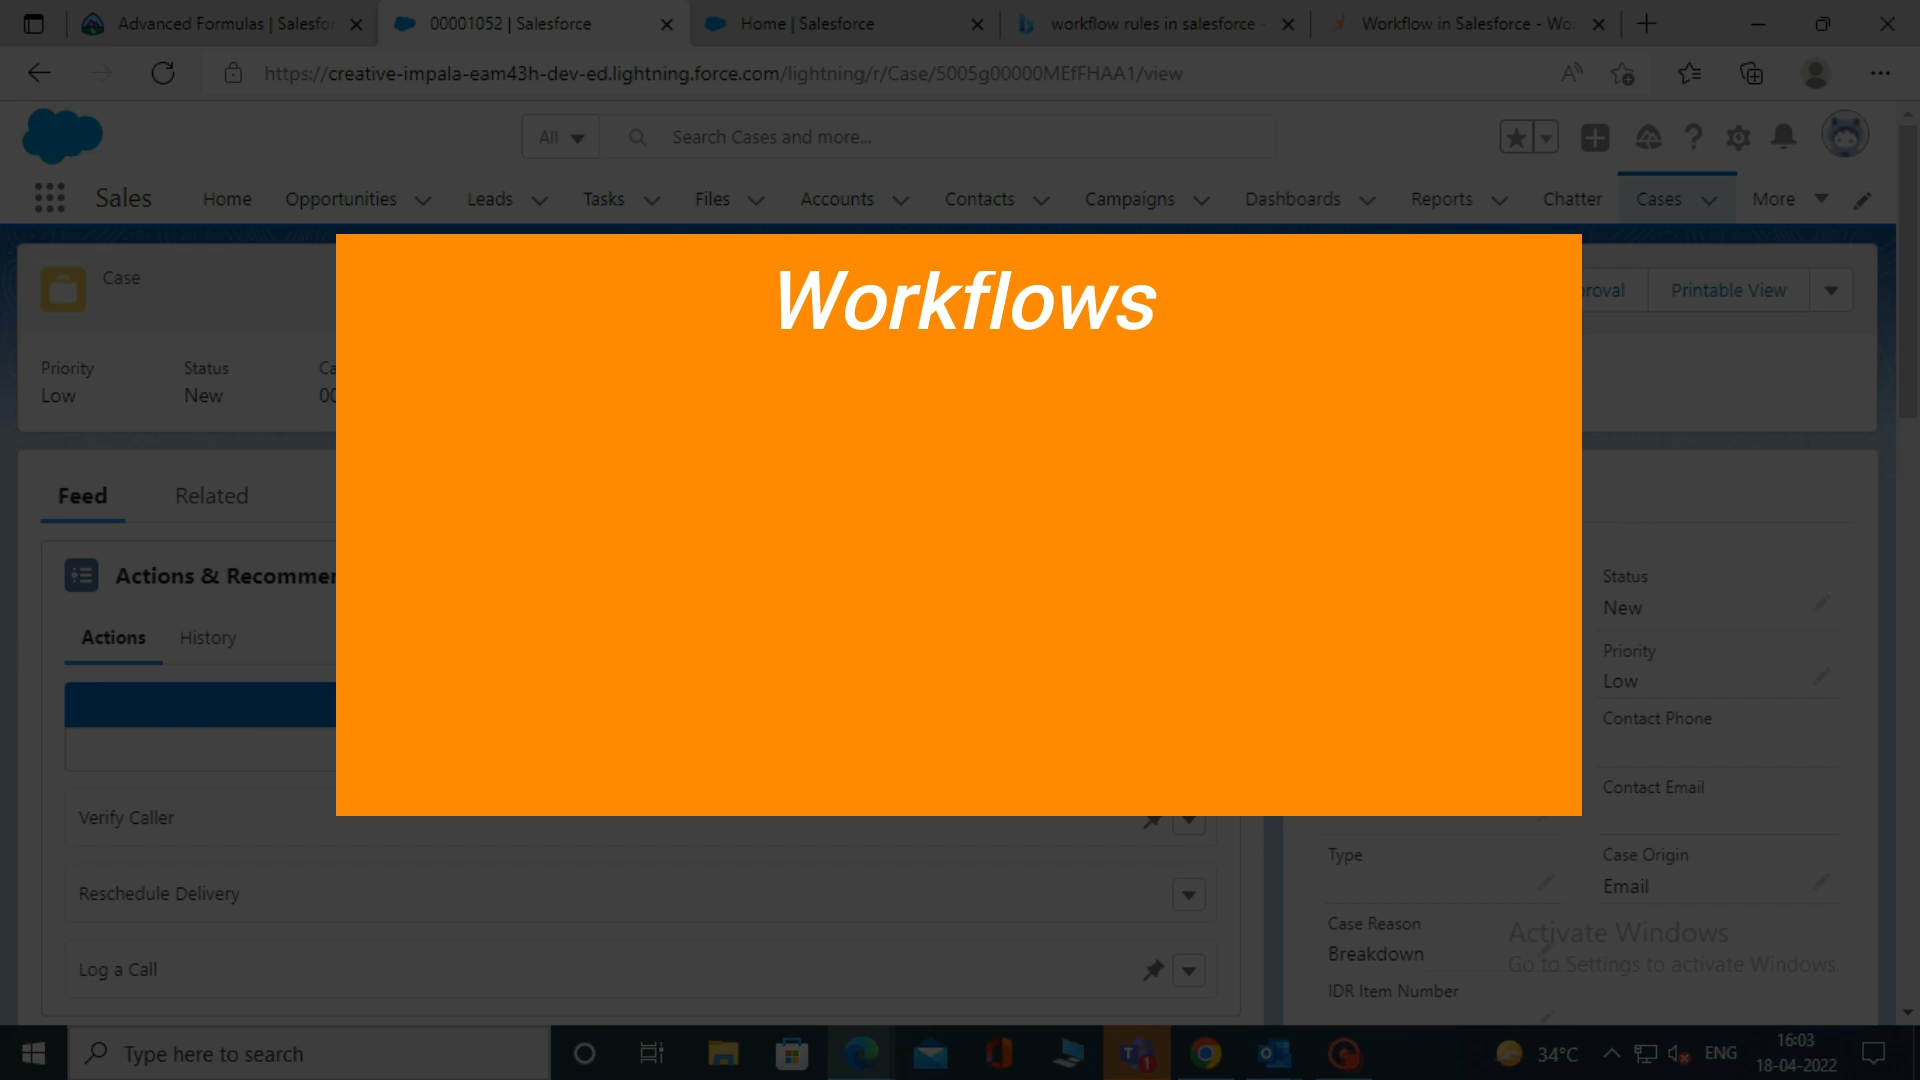 Advanced Formulas | Salesfor
00001052 | Salesforce
Home | Salesforce
workflow rules in salesforce -
Workflow in Salesforce - Wo
https://creative-impala-eam43h-dev-ed.lightning.force.com/lightning/r/Case/5005g00000MEfFHAA1/view
All
Search Cases and more...
Sales
Home
Opportunities
Leads
Tasks
Files
Accounts
Contacts
Campaigns
Dashboards
Reports
Chatter
Cases
More
Case
Workflows
roval
Printable View
Priority
Status
Ca
Low
New
00
Feed
Related
Actions & Recommen
Actions
History
Verify Caller
Reschedule Delivery
Log a Call
Status
New
Priority
Low
Contact Phone
Contact Email
Type
Case Origin
Email
Case Reason
Breakdown
IDR Item Number
Activate Windows
Go to Settings to activate Windows.
Type here to search
34°C
ENG
16:03
18-04-2022